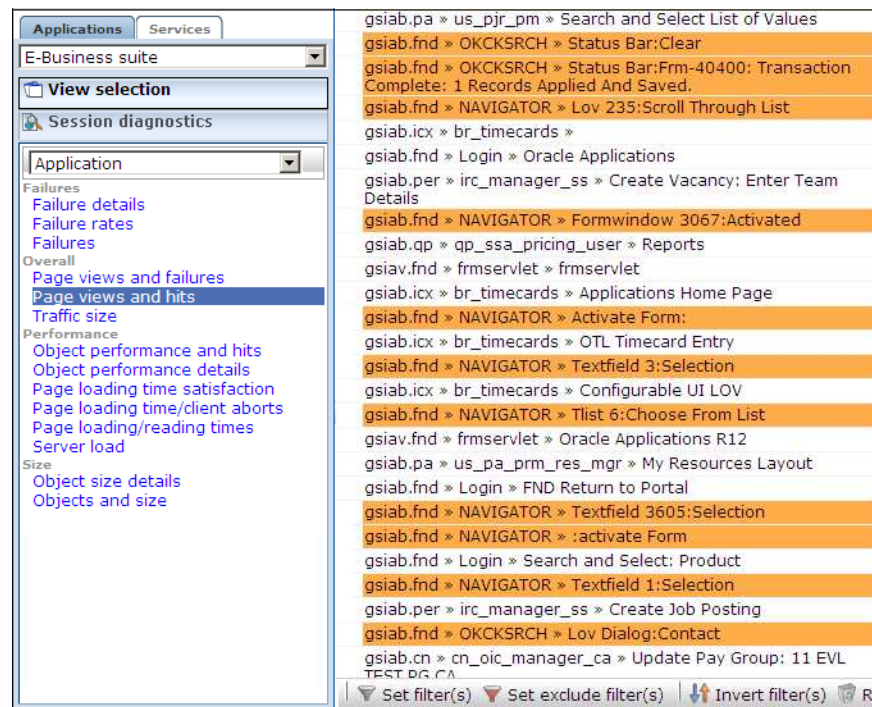 Applications
Services
E-Business suite
View selection
Session diagnostics
Application
Failures
Failure details
Failure rates
Failures
Overall
Page views and failures
Page views and hits
Traffic size
Performance
Object performance and hits
Object performance details
Page loading time satisfaction
Page loading time/client aborts
Page loading/reading times
Server load
Size
Object size details
Objects and size
gsiab.pa » us_pjr_pm » Search and Select List of Values
gsiab.fnd » OKCKSRCH » Status Bar:Clear
gsiab.fnd » OKCKSRCH » Status Bar:Frm-40400: Transaction
Complete: 1 Records Applied And Saved.
gsiab.fnd » NAVIGATOR » Lov 235:Scroll Through List
gsiab.icx » br_timecards »
gsiab.fnd » Login » Oracle Applications
gsiab.per » irc_manager_ss » Create Vacancy: Enter Team
Details
gsiab.fnd » NAVIGATOR » Formwindow 3067:Activated
gsiab.qp » qp_ssa_pricing_user » Reports
gsiav.fnd » frmservlet » frmservlet
gsiab.icx » br_timecards » Applications Home Page
gsiab.fnd » NAVIGATOR » Activate Form:
gsiab.icx » br_timecards » OTL Timecard Entry
gsiab.fnd » NAVIGATOR » Textfield 3:Selection
gsiab.icx » br_timecards » Configurable UI LOV
gsiab.fnd » NAVIGATOR » Tlist 6:Choose From List
gsiav.fnd » frmservlet » Oracle Applications R12
gsiab.pa » us_pa_prm_res_mgr » My Resources Layout
gsiab.fnd » Login » FND Return to Portal
gsiab.fnd » NAVIGATOR » Textfield 3605:Selection
gsiab.fnd » NAVIGATOR » :activate Form
gsiab.fnd » Login » Search and Select: Product
gsiab.fnd » NAVIGATOR » Textfield 1:Selection
gsiab.per » irc_manager_ss » Create Job Posting
gsiab.fnd » OKCKSRCH » Lov Dialog:Contact
gsiab.cn » cn_oic_manager_ca » Update Pay Group: 11 EVL
TEST PG CA
Set filter(s) Set exclude filter(s) Invert filter(s) R